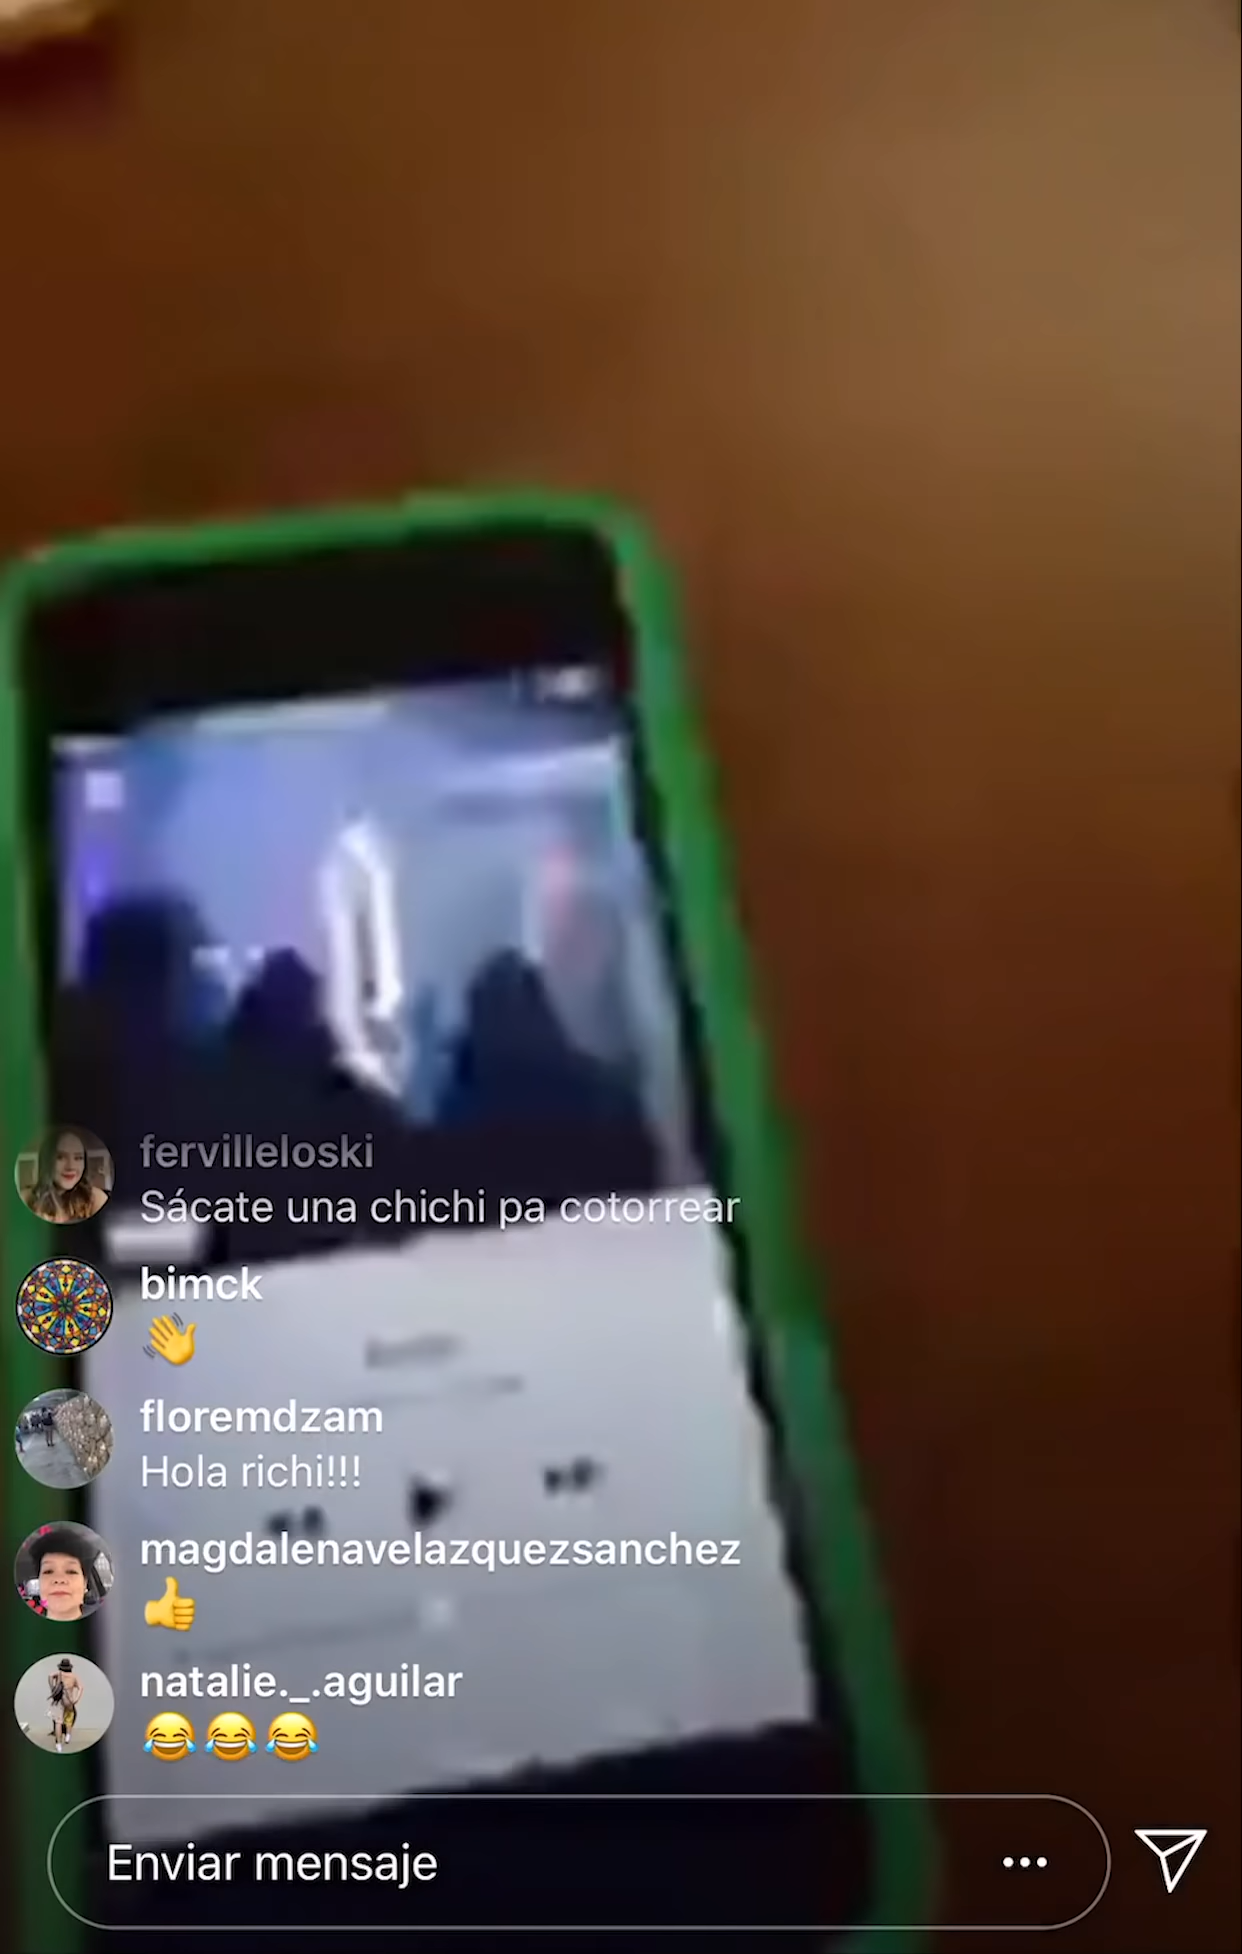 fervilleloski
Sácate una chichi pa cotorrear
bimck
👋
floremdzam
Hola richi!!!
magdalenavelazquezsanchez
👍
natalie._.aguilar
😂😂😂
Enviar mensaje